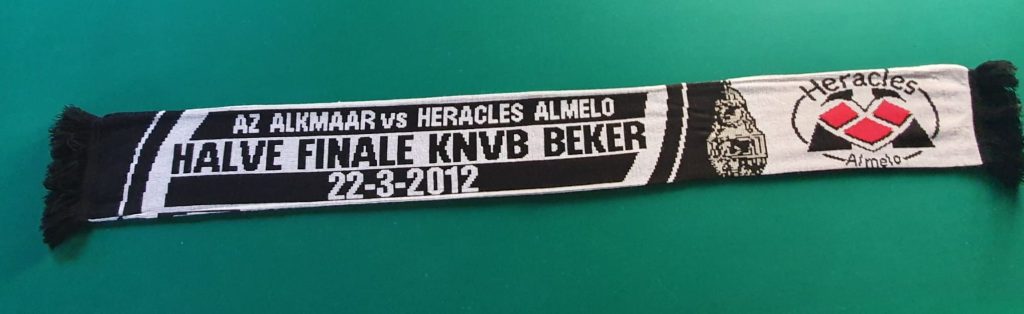 AZ ALKMAAR vs HERACLES ALMELO
HALVE FINALE KNVB BEKER
22-3-2012
Heracles
Almelo